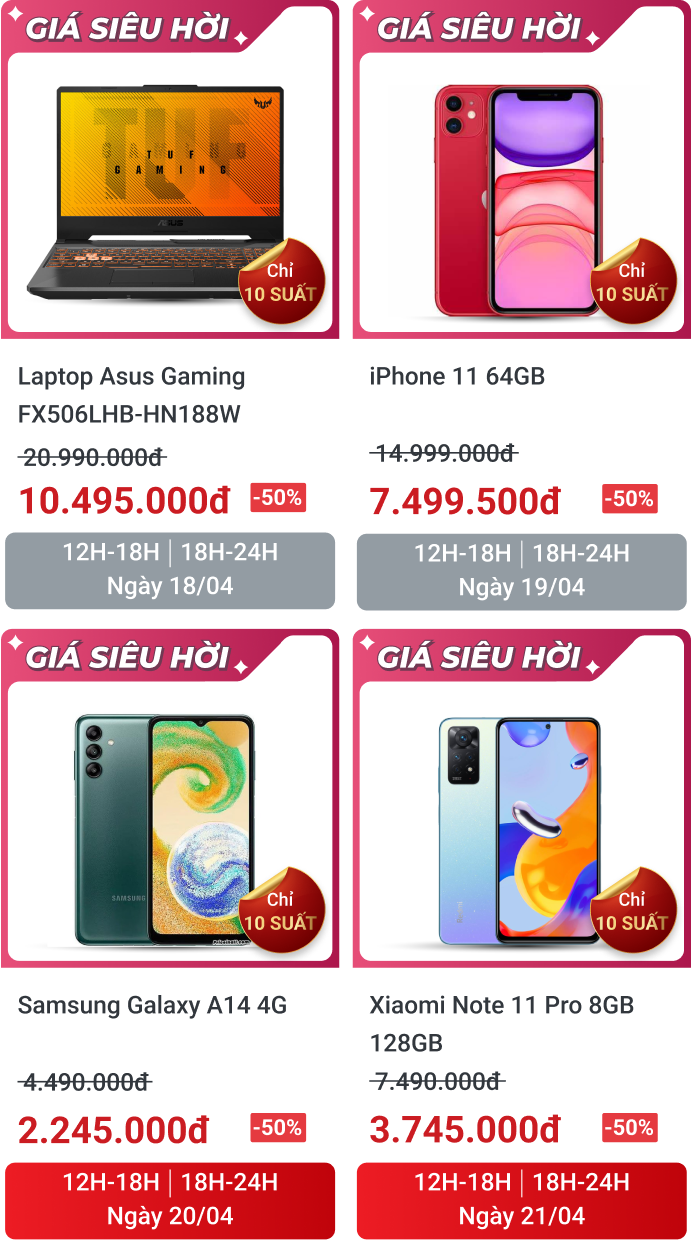 GIÁ SIÊU HỜI
TUF
GAMING
TUF
GAMING
ASUS
Chỉ
10 SUẤT
Laptop Asus Gaming
FX506LHB-HN188W
20.990.000đ
10.495.000đ -50%
12H-18H | 18H-24H
Ngày 18/04
GIÁ SIÊU HỜI
Chỉ
10 SUẤT
iPhone 11 64GB
14.999.000đ
7.499.500đ -50%
12H-18H | 18H-24H
Ngày 19/04
GIÁ SIÊU HỜI
SAMSUNG
Chỉ
10 SUẤT
Samsung Galaxy A14 4G
4.490.000đ
2.245.000đ -50%
12H-18H | 18H-24H
Ngày 20/04
GIÁ SIÊU HỜI
Chỉ
10 SUẤT
Xiaomi Note 11 Pro 8GB
128GB
7.490.000đ
3.745.000đ -50%
12H-18H | 18H-24H
Ngày 21/04